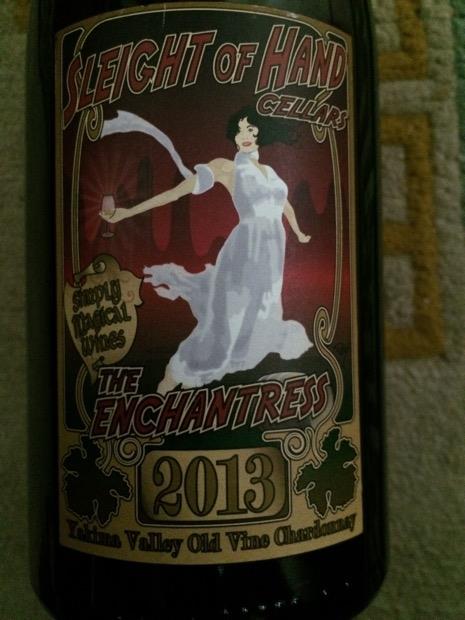 SLEIGHT OF HAND
CELLARS
Simply
Magical
Wines
THE
ENCHANTRESS
2013
Yakima Valley Old Vine Chardonnay